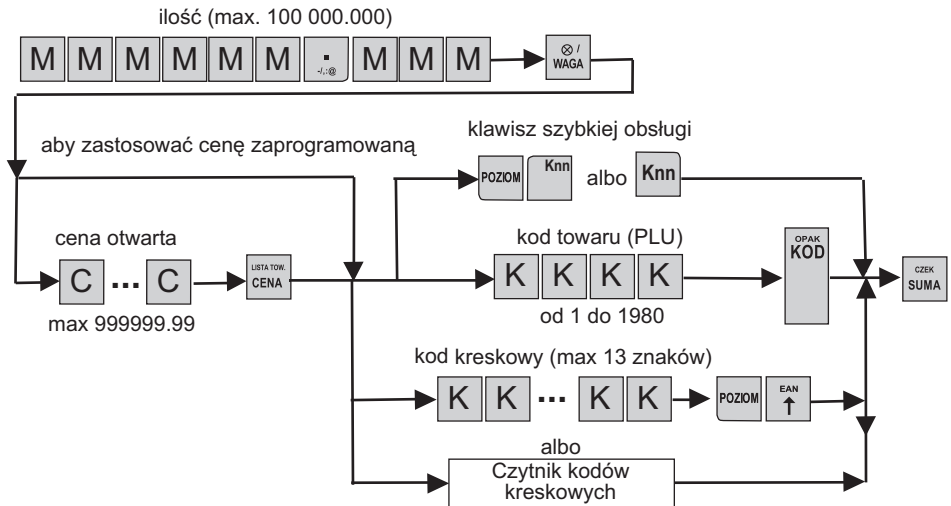 ilość (max. 100 000.000)
M M M M M M . -/,:@ M M M
⊗ /
WAGA
klawisz szybkiej obsługi
aby zastosować cenę zaprogramowaną
POZIOM Knn albo Knn
cena otwarta
C ... C
LISTA TOW.
CENA
max 999999.99
kod towaru (PLU)
K K K K
od 1 do 1980
OPAK
KOD
CZEK
SUMA
kod kreskowy (max 13 znaków)
K K ... K K
POZIOM
EAN
↑
albo
Czytnik kodów
kreskowych